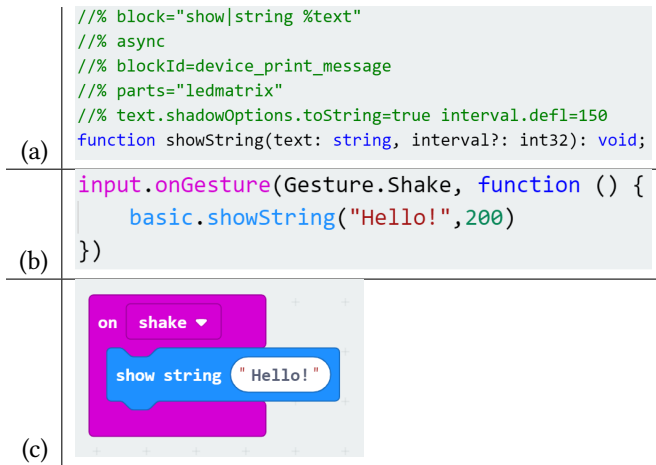 //% block="show|string %text"
//% async
//% blockId=device_print_message
//% parts="ledmatrix"
//% text.shadowOptions.toString=true interval.defl=150
function showString(text: string, interval?: int32): void;
(a)
input.onGesture(Gesture.Shake, function () {
    basic.showString("Hello!",200)
})
(b)
on shake
show string "Hello!"
(c)